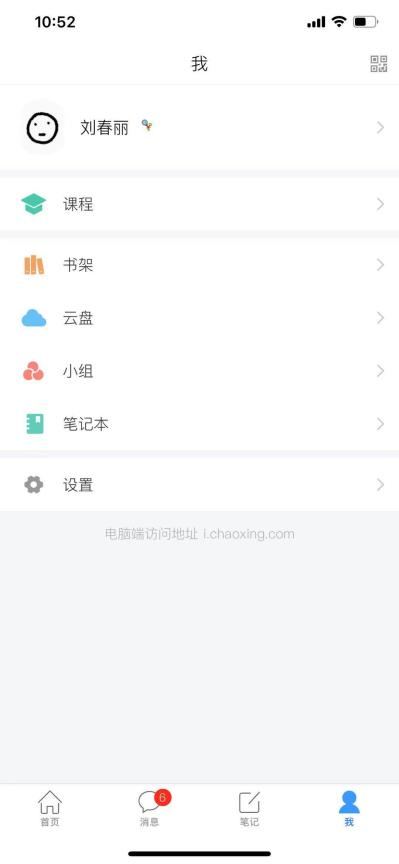 10:52
我
刘春丽
课程
书架
云盘
小组
笔记本
设置
电脑端访问地址 i.chaoxing.com
6
首页
消息
笔记
我